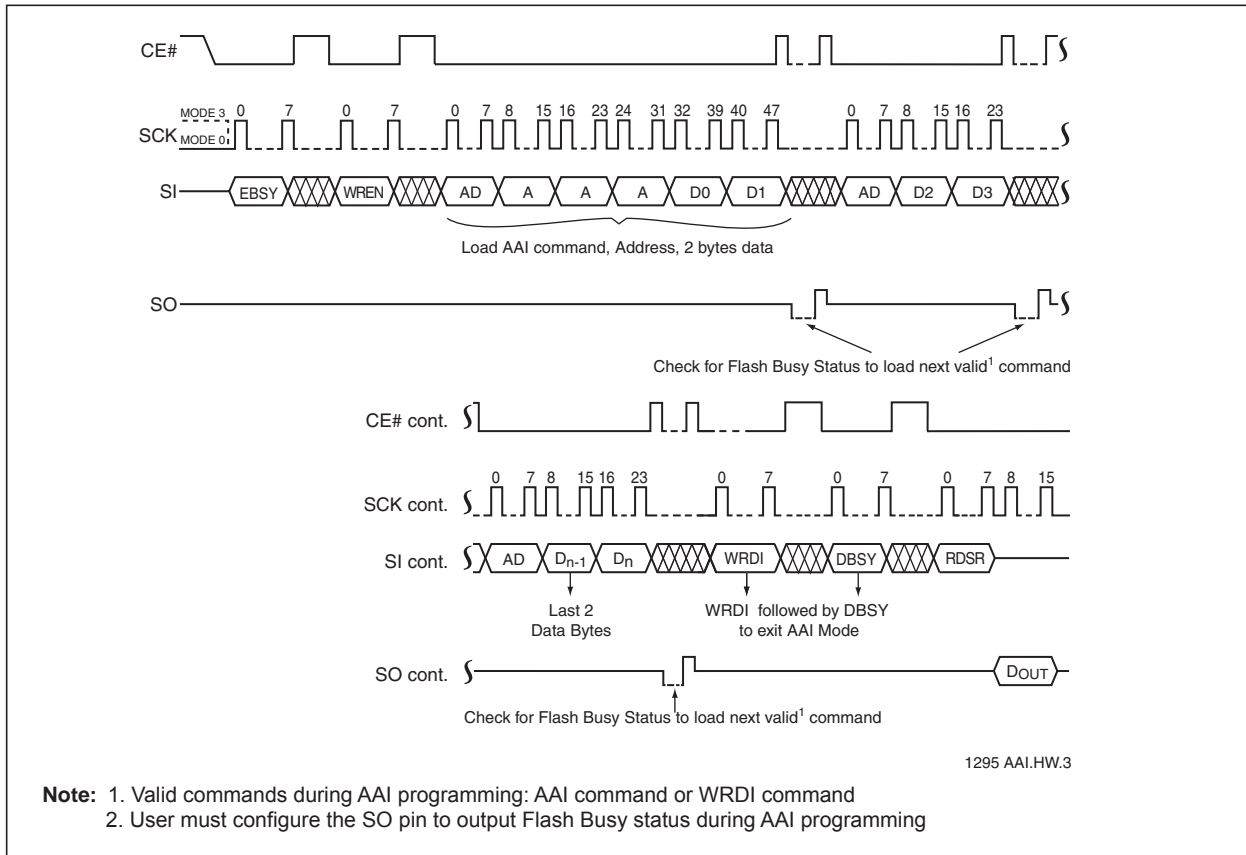 CE#
MODE 3
0 7 0 7 0 7 8 15 16 23 24 31 32 39 40 47 0 7 8 15 16 23
SCK
MODE 0
SI EBSY WREN AD A A A D0 D1 AD D2 D3
Load AAI command, Address, 2 bytes data
SO
Check for Flash Busy Status to load next valid1 command
CE# cont.
0 7 8 15 16 23 0 7 0 7 0 7 8 15
SCK cont.
SI cont. AD Dn-1 Dn WRDI DBSY RDSR
Last 2
Data Bytes
WRDI followed by DBSY
to exit AAI Mode
SO cont. DOUT
Check for Flash Busy Status to load next valid1 command
1295 AAI.HW.3
Note: 1. Valid commands during AAI programming: AAI command or WRDI command
2. User must configure the SO pin to output Flash Busy status during AAI programming